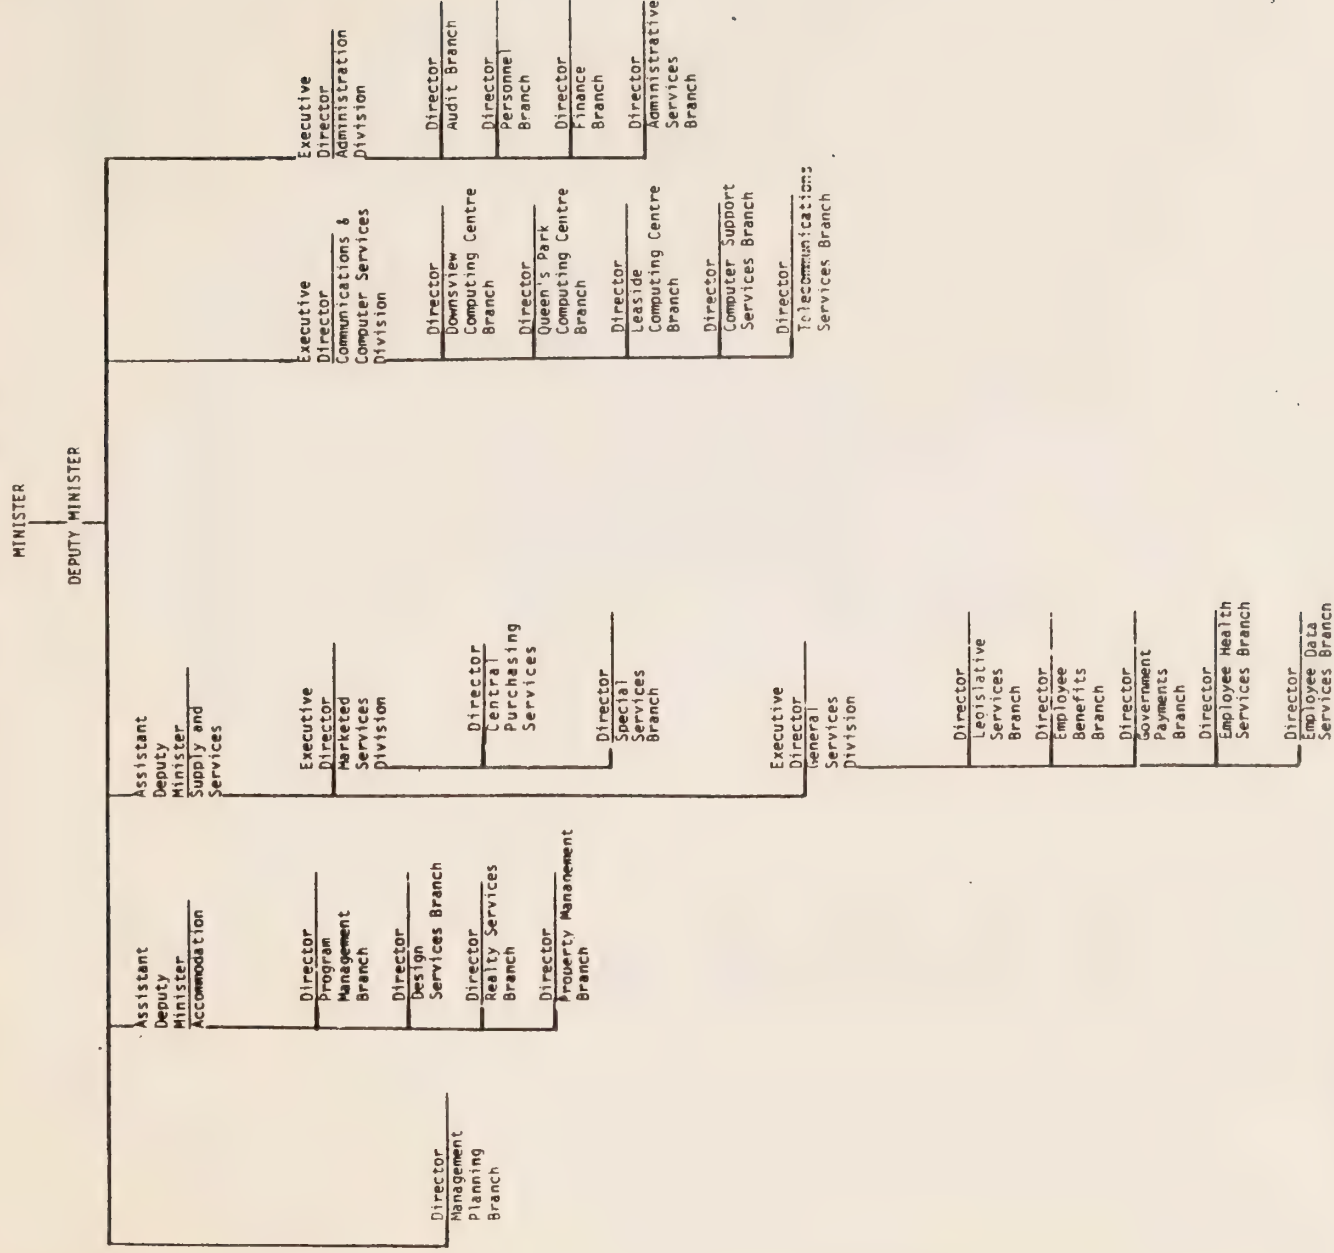 MINISTER
DEPUTY MINISTER
Director
Management
Planning
Branch
Assistant
Deputy
Minister
Accommodation
Director
Program
Management
Branch
Director
Design
Services Branch
Director
Realty Services
Branch
Director
Property Management
Branch
Assistant
Deputy
Minister
Supply and
Services
Executive
Director
Marketed
Services
Division
Director
Central
Purchasing
Services
Director
Special
Services
Branch
Executive
Director
General
Services
Division
Director
Legislative
Services
Branch
Director
Employee
Benefits
Branch
Director
Government
Payments
Branch
Director
Employee Health
Services Branch
Director
Employee Data
Services Branch
Executive
Director
Communications &
Computer Services
Division
Director
Downsview
Computing Centre
Branch
Director
Queen's Park
Computing Centre
Branch
Director
Leaside
Computing Centre
Branch
Director
Computer Support
Services Branch
Director
Telecommunications
Services Branch
Executive
Director
Administration
Division
Director
Audit Branch
Director
Personnel
Branch
Director
Finance
Branch
Director
Administrative
Services
Branch